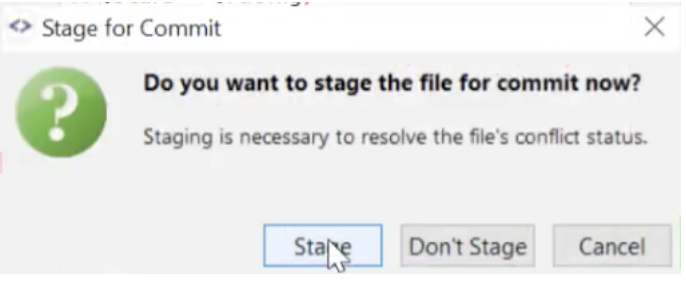 Stage for Commit
Do you want to stage the file for commit now?
Staging is necessary to resolve the file's conflict status.
Stage Don't Stage Cancel